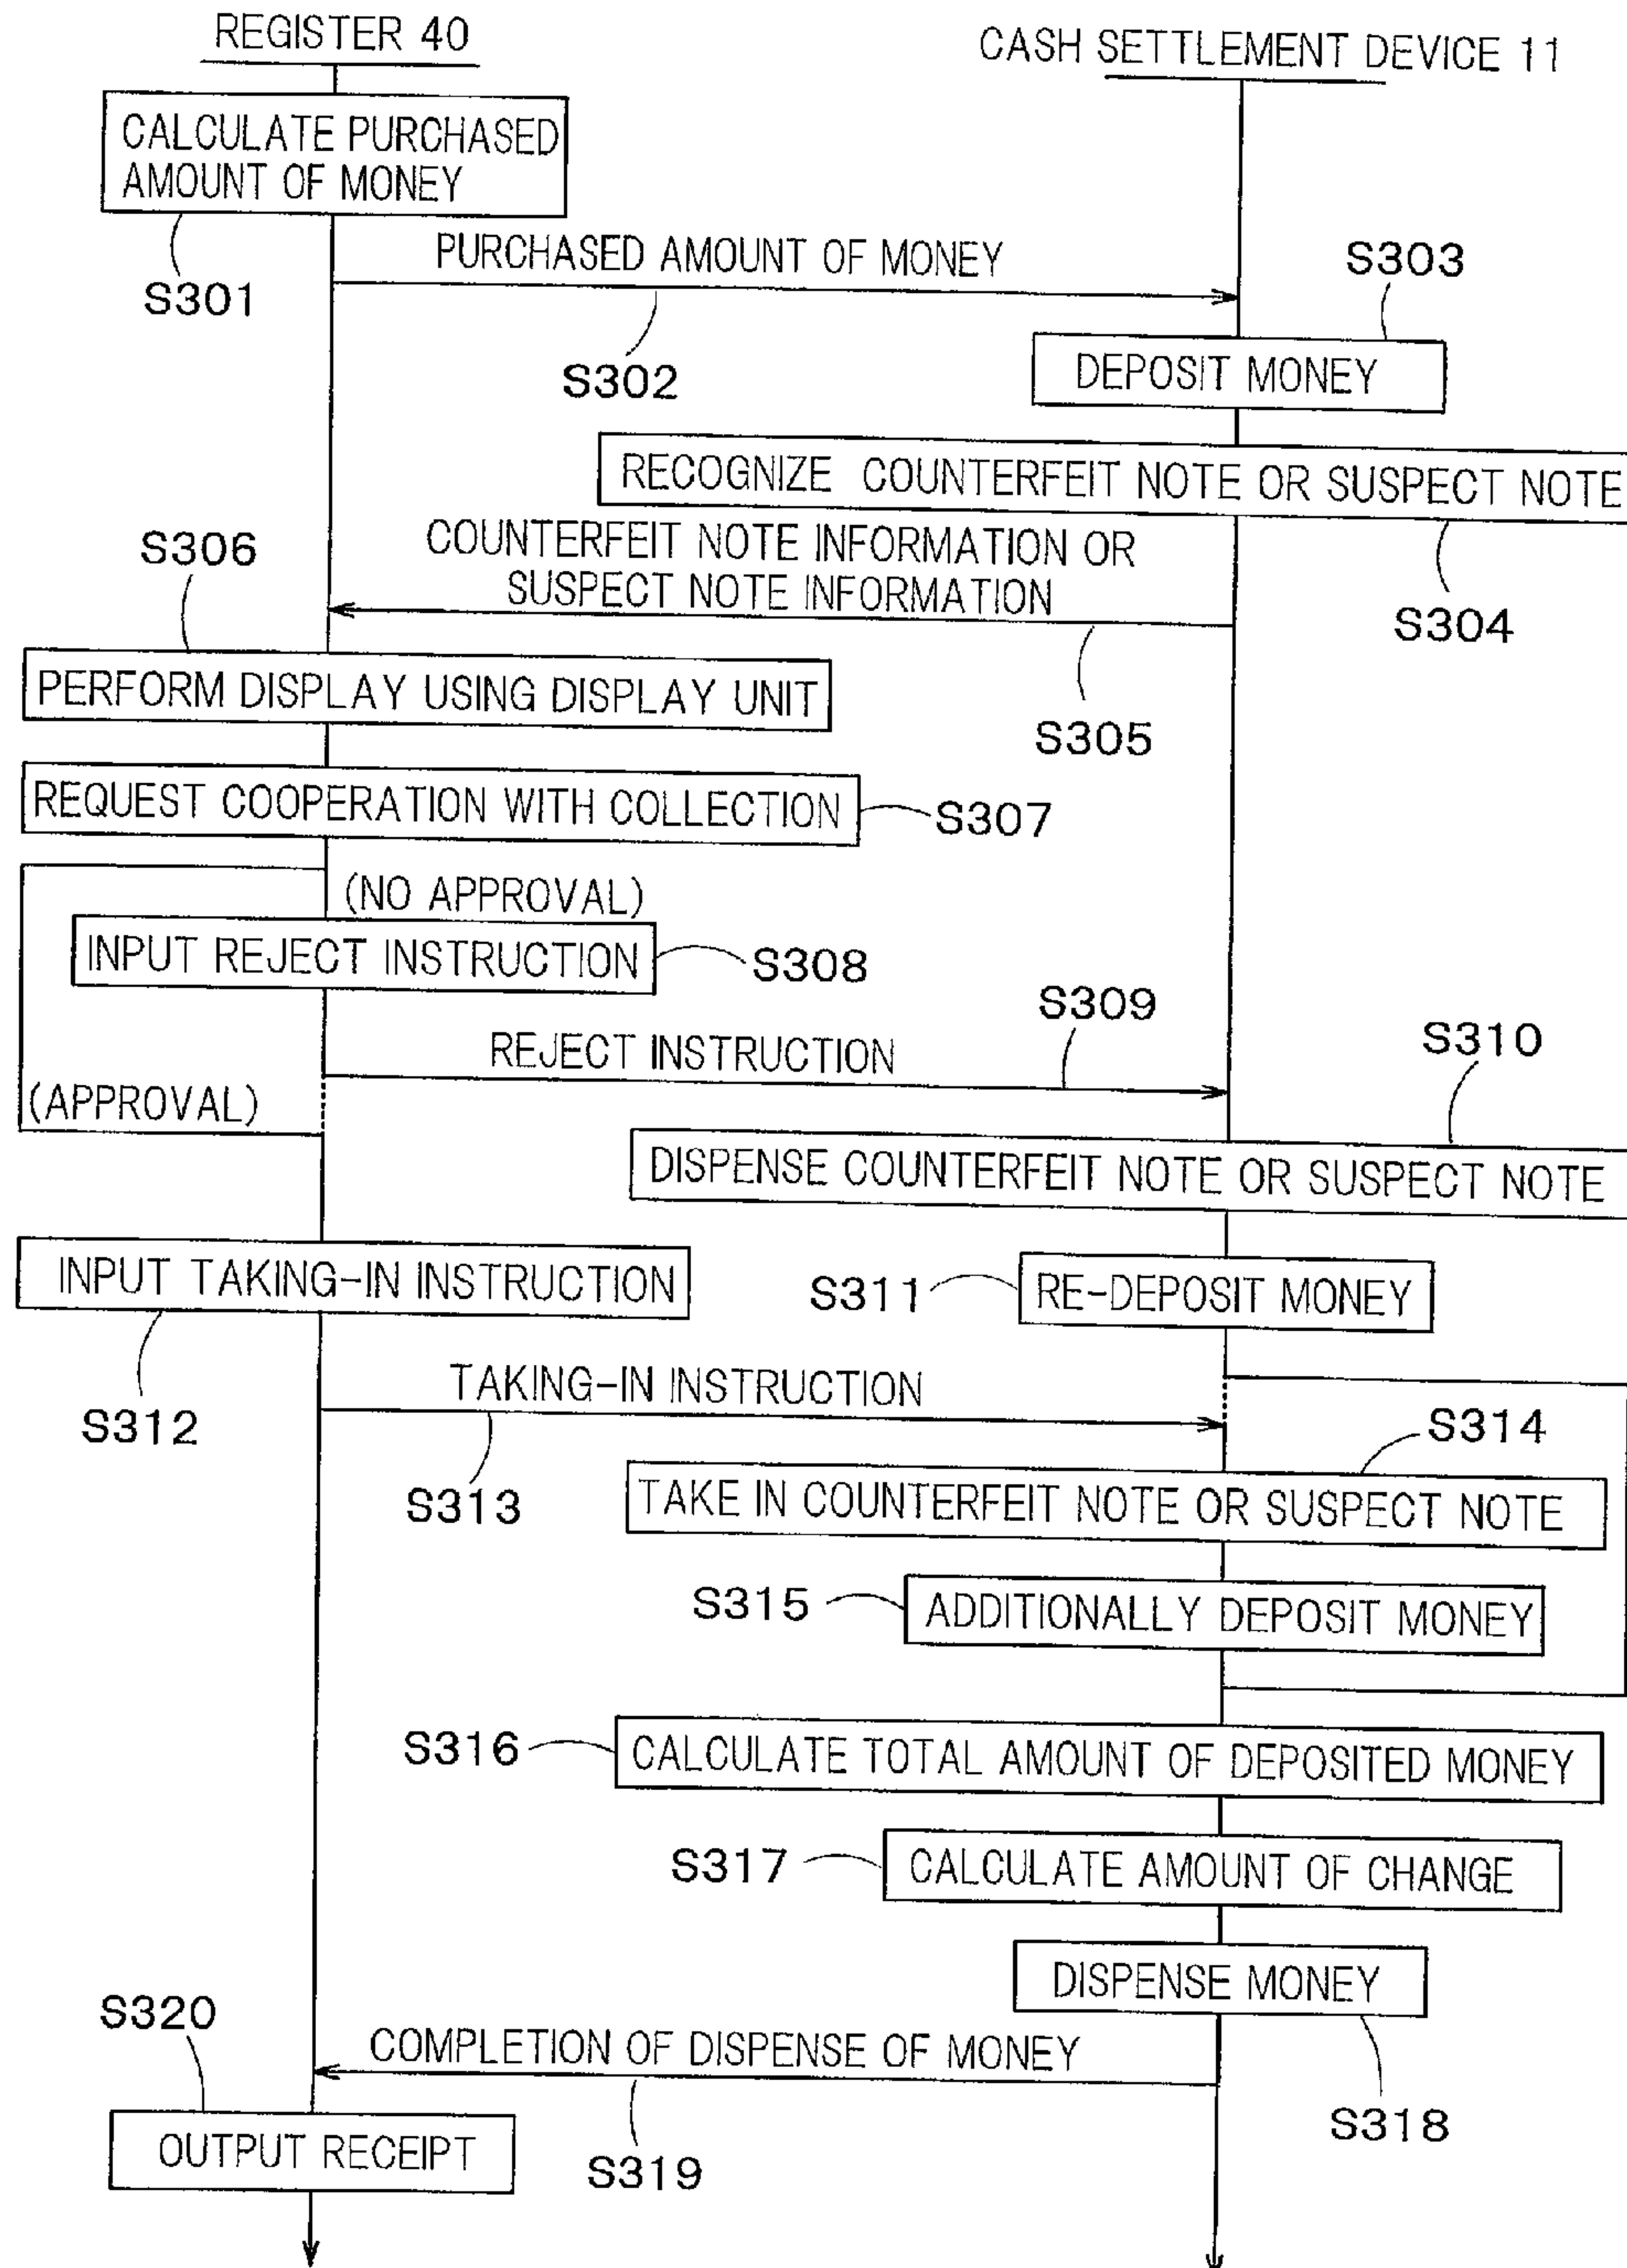 REGISTER 40
CASH SETTLEMENT DEVICE 11
CALCULATE PURCHASED
AMOUNT OF MONEY
S301
PURCHASED AMOUNT OF MONEY
S302
S303
DEPOSIT MONEY
RECOGNIZE COUNTERFEIT NOTE OR SUSPECT NOTE
S304
COUNTERFEIT NOTE INFORMATION OR
SUSPECT NOTE INFORMATION
S305
S306
PERFORM DISPLAY USING DISPLAY UNIT
REQUEST COOPERATION WITH COLLECTION
S307
(NO APPROVAL)
INPUT REJECT INSTRUCTION
S308
S309
REJECT INSTRUCTION
(APPROVAL)
S310
DISPENSE COUNTERFEIT NOTE OR SUSPECT NOTE
INPUT TAKING-IN INSTRUCTION
S311
RE-DEPOSIT MONEY
S312
TAKING-IN INSTRUCTION
S313
S314
TAKE IN COUNTERFEIT NOTE OR SUSPECT NOTE
S315
ADDITIONALLY DEPOSIT MONEY
S316
CALCULATE TOTAL AMOUNT OF DEPOSITED MONEY
S317
CALCULATE AMOUNT OF CHANGE
DISPENSE MONEY
S318
COMPLETION OF DISPENSE OF MONEY
S319
S320
OUTPUT RECEIPT